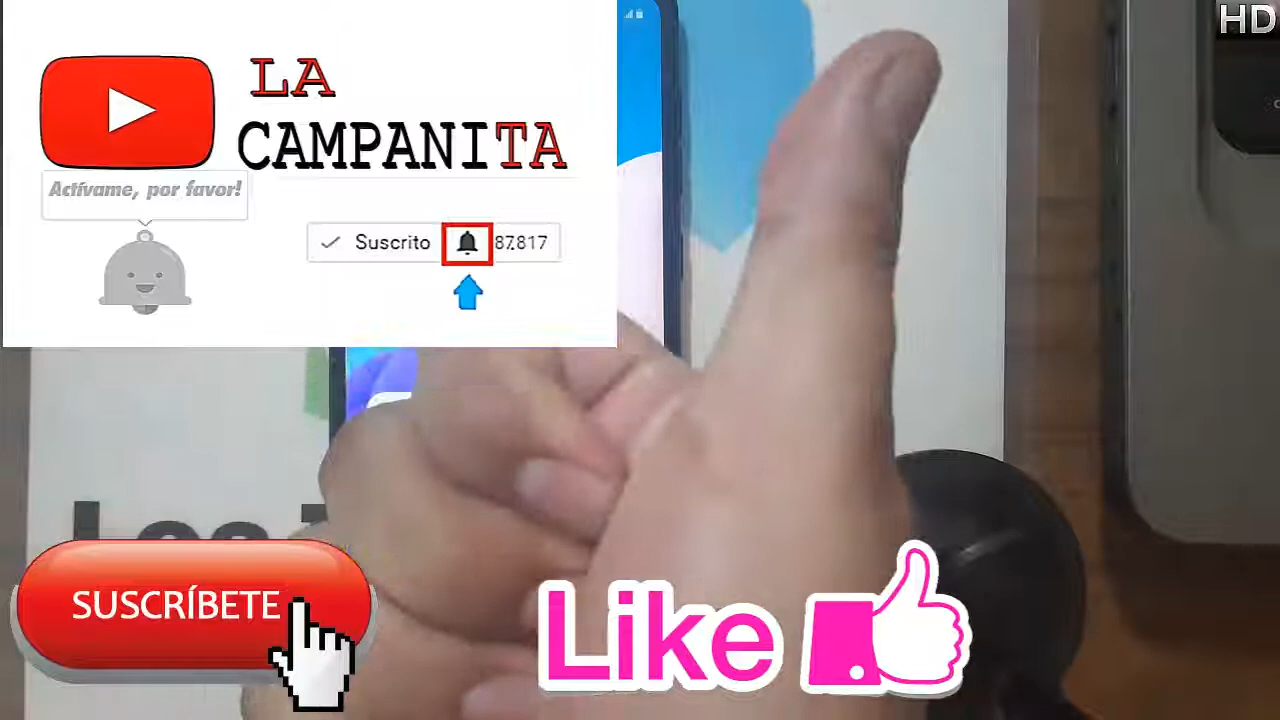 HD
LA
CAMPANITA
Actívame, por favor!
Suscrito 87.817
SUSCRÍBETE
Like